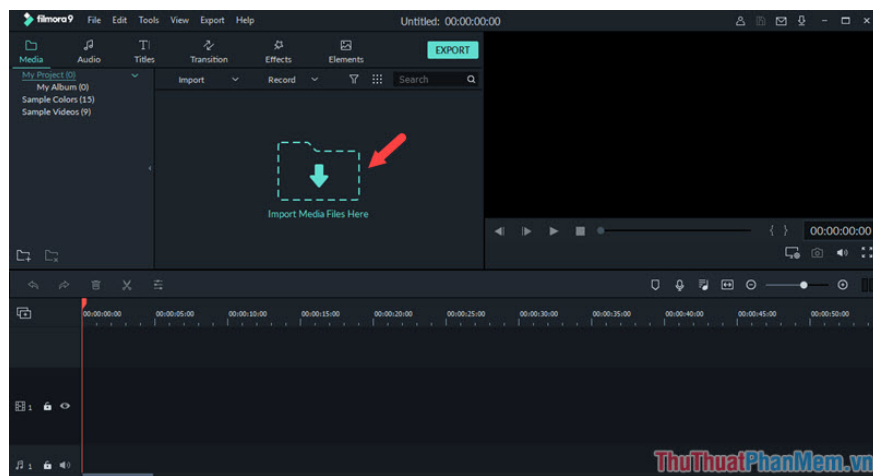 filmora9 File Edit Tools View Export Help Untitled: 00:00:00:00
Media Audio Titles Transition Effects Elements EXPORT
My Project (0) Import Record Search
My Album (0)
Sample Colors (15)
Sample Videos (9)
Import Media Files Here
{ } 00:00:00:00
00:00:00:00 00:00:05:00 00:00:10:00 00:00:15:00 00:00:20:00 00:00:25:00 00:00:30:00 00:00:35:00 00:00:40:00 00:00:45:00 00:00:50:00
1
1
ThuThuatPhanMem.vn